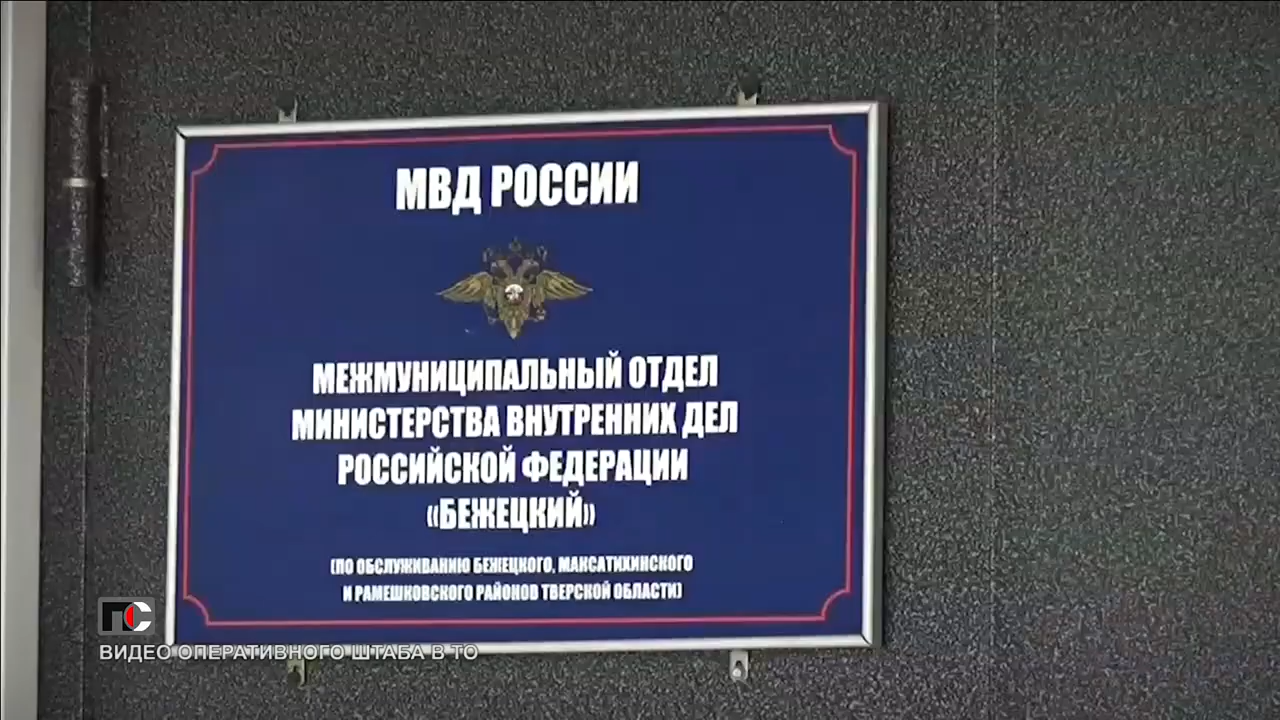 МВД РОССИИ
МЕЖМУНИЦИПАЛЬНЫЙ ОТДЕЛ
МИНИСТЕРСТВА ВНУТРЕННИХ ДЕЛ
РОССИЙСКОЙ ФЕДЕРАЦИИ
«БЕЖЕЦКИЙ»
(ПО ОБСЛУЖИВАНИЮ БЕЖЕЦКОГО, МАКСАТИХИНСКОГО
И РАМЕШКОВСКОГО РАЙОНОВ ТВЕРСКОЙ ОБЛАСТИ)
ПС
ВИДЕО ОПЕРАТИВНОГО ШТАБА В ТО